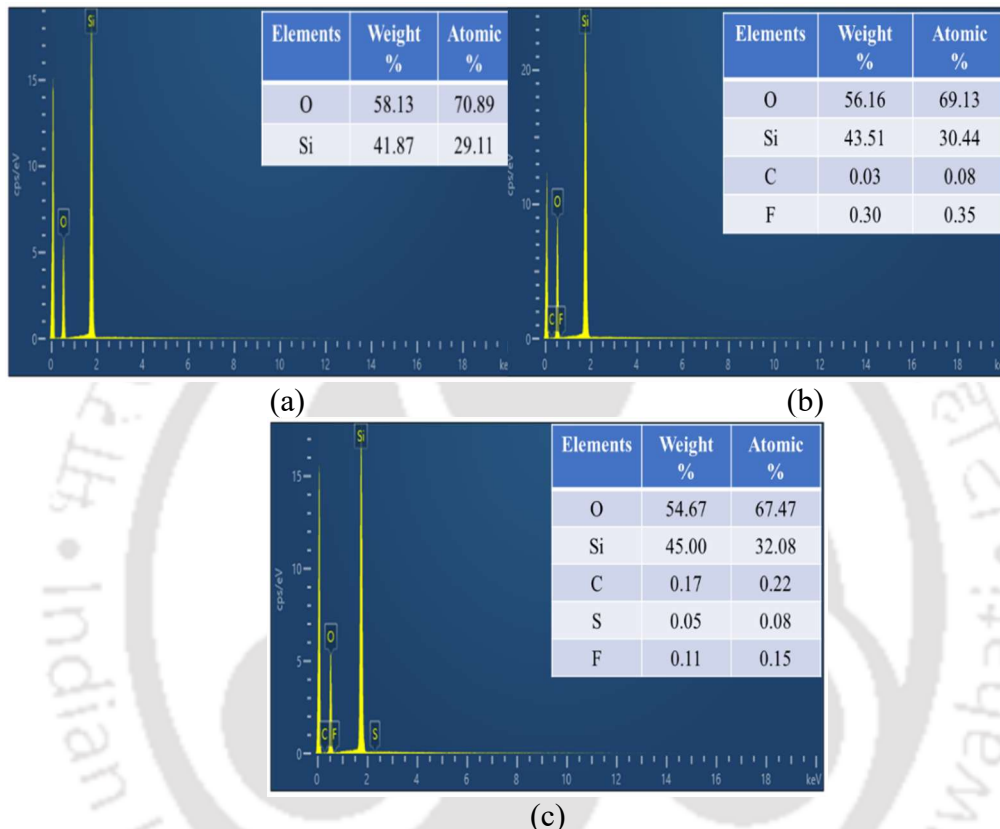 Si
Elements Weight % Atomic %
O 58.13 70.89
Si 41.87 29.11
15
10
5
0
cps/eV
O
0 2 4 6 8 10 12 14 16 18 ke
(a)
Si
Elements Weight % Atomic %
O 56.16 69.13
Si 43.51 30.44
C 0.03 0.08
F 0.30 0.35
20
10
0
cps/eV
O
C F
0 2 4 6 8 10 12 14 16 18 ke
(b)
Si
Elements Weight % Atomic %
O 54.67 67.47
Si 45.00 32.08
C 0.17 0.22
S 0.05 0.08
F 0.11 0.15
15
10
5
0
cps/eV
O
C F S
0 2 4 6 8 10 12 14 16 18 keV
(c)
Indian